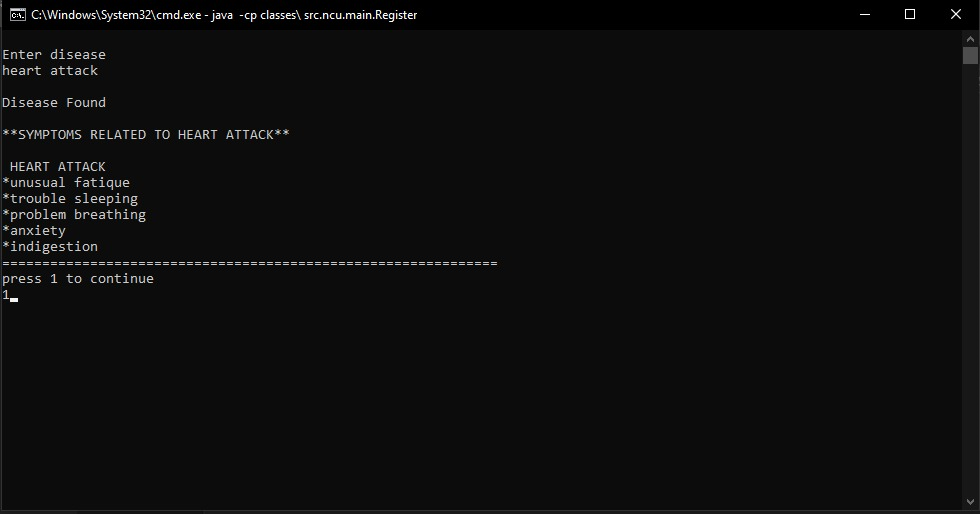 C:\Windows\System32\cmd.exe - java  -cp classes\ src.ncu.main.Register
Enter disease
heart attack
Disease Found
**SYMPTOMS RELATED TO HEART ATTACK**
HEART ATTACK
*unusual fatique
*trouble sleeping
*problem breathing
*anxiety
*indigestion
==============================================================
press 1 to continue
1